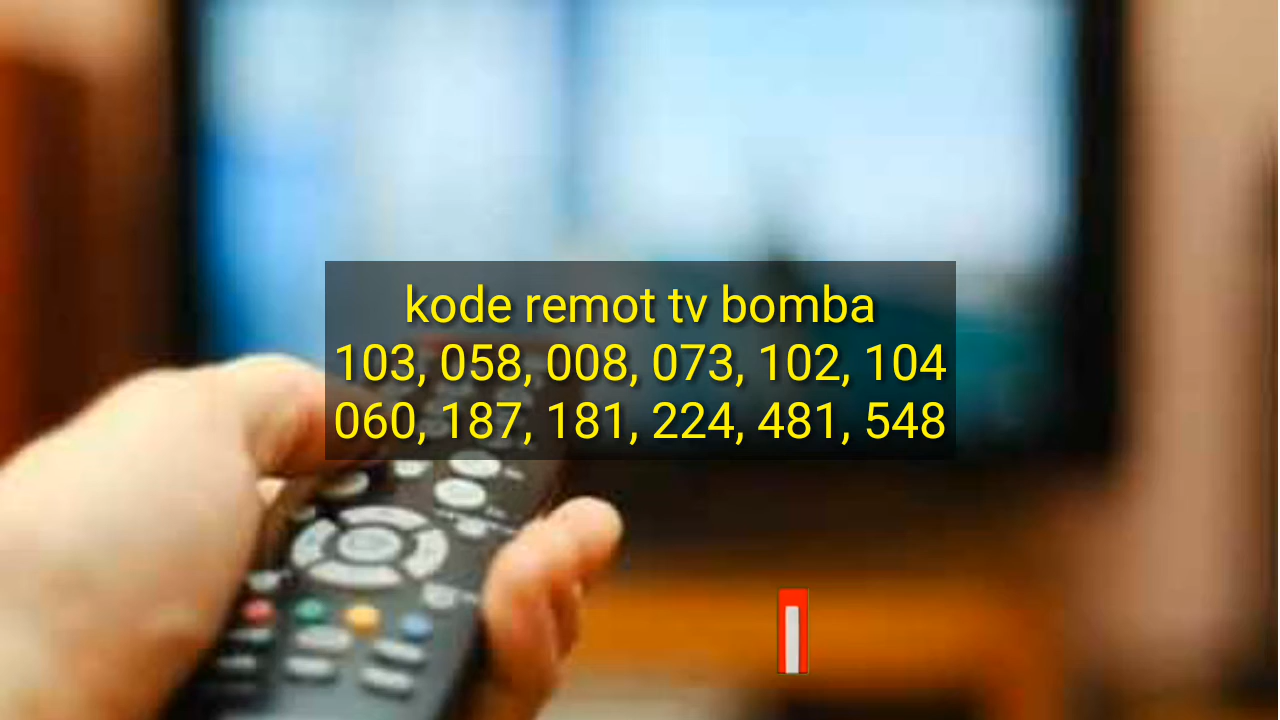 kode remot tv bomba
103, 058, 008, 073, 102, 104
060, 187, 181, 224, 481, 548